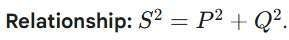 Relationship: S² = P² + Q².